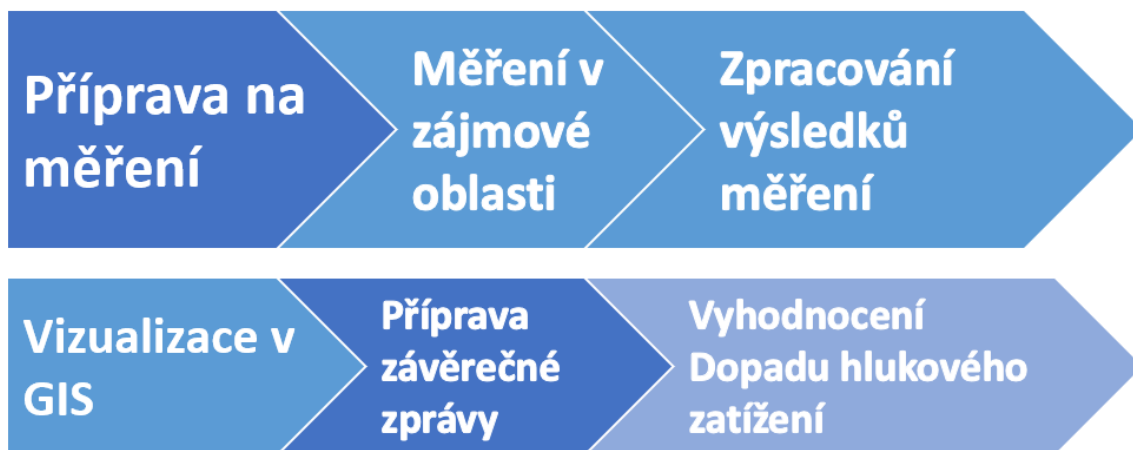 Příprava na
měření
Měření v
zájmové
oblasti
Zpracování
výsledků
měření
Vizualizace v
GIS
Příprava
závěrečné
zprávy
Vyhodnocení
Dopadu hlukového
zatížení